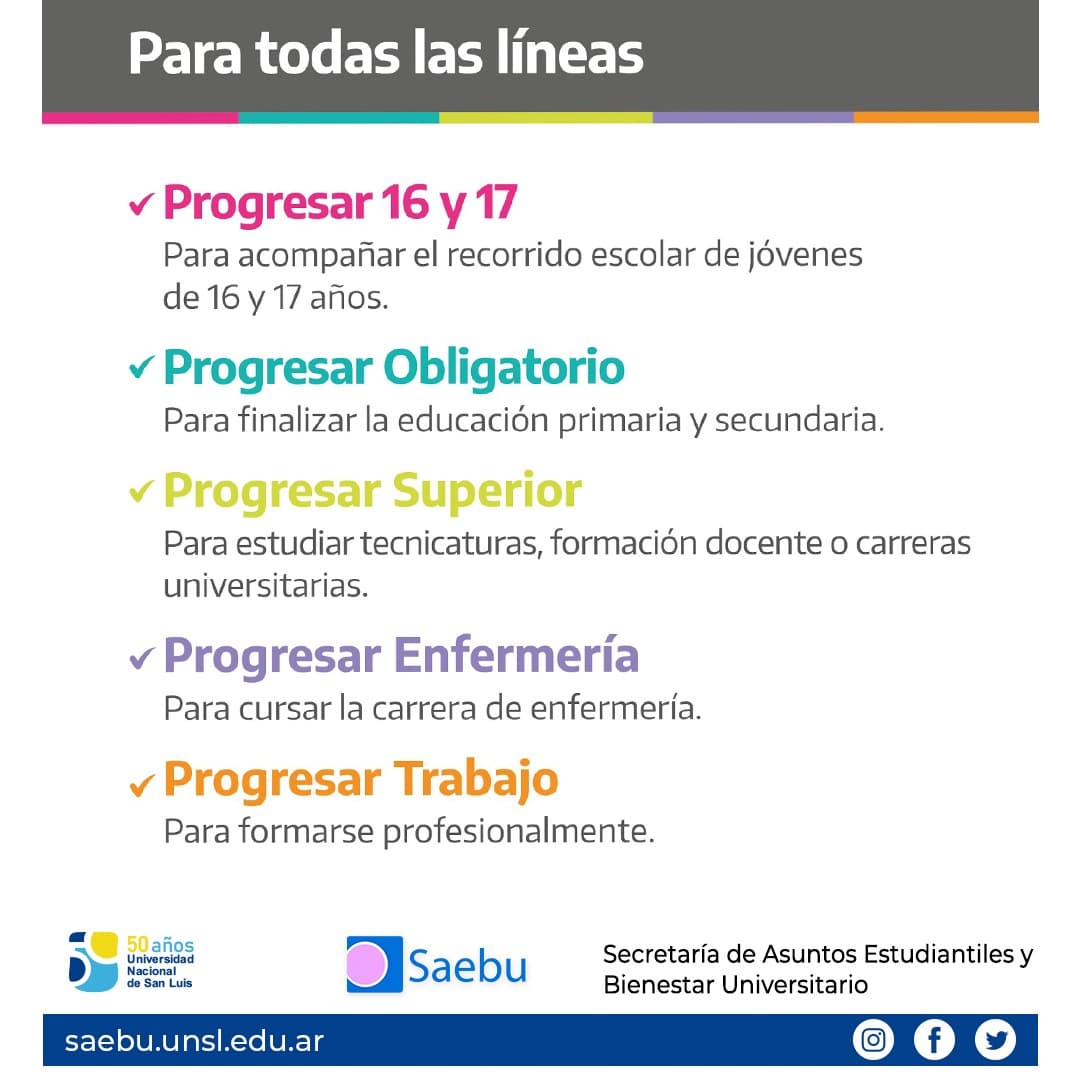 Para todas las líneas
Progresar 16 y 17
Para acompañar el recorrido escolar de jóvenes
de 16 y 17 años.
Progresar Obligatorio
Para finalizar la educación primaria y secundaria.
Progresar Superior
Para estudiar tecnicaturas, formación docente o carreras
universitarias.
Progresar Enfermería
Para cursar la carrera de enfermería.
Progresar Trabajo
Para formarse profesionalmente.
50 años
Universidad
Nacional
de San Luis
Saebu
Secretaría de Asuntos Estudiantiles y
Bienestar Universitario
saebu.unsl.edu.ar